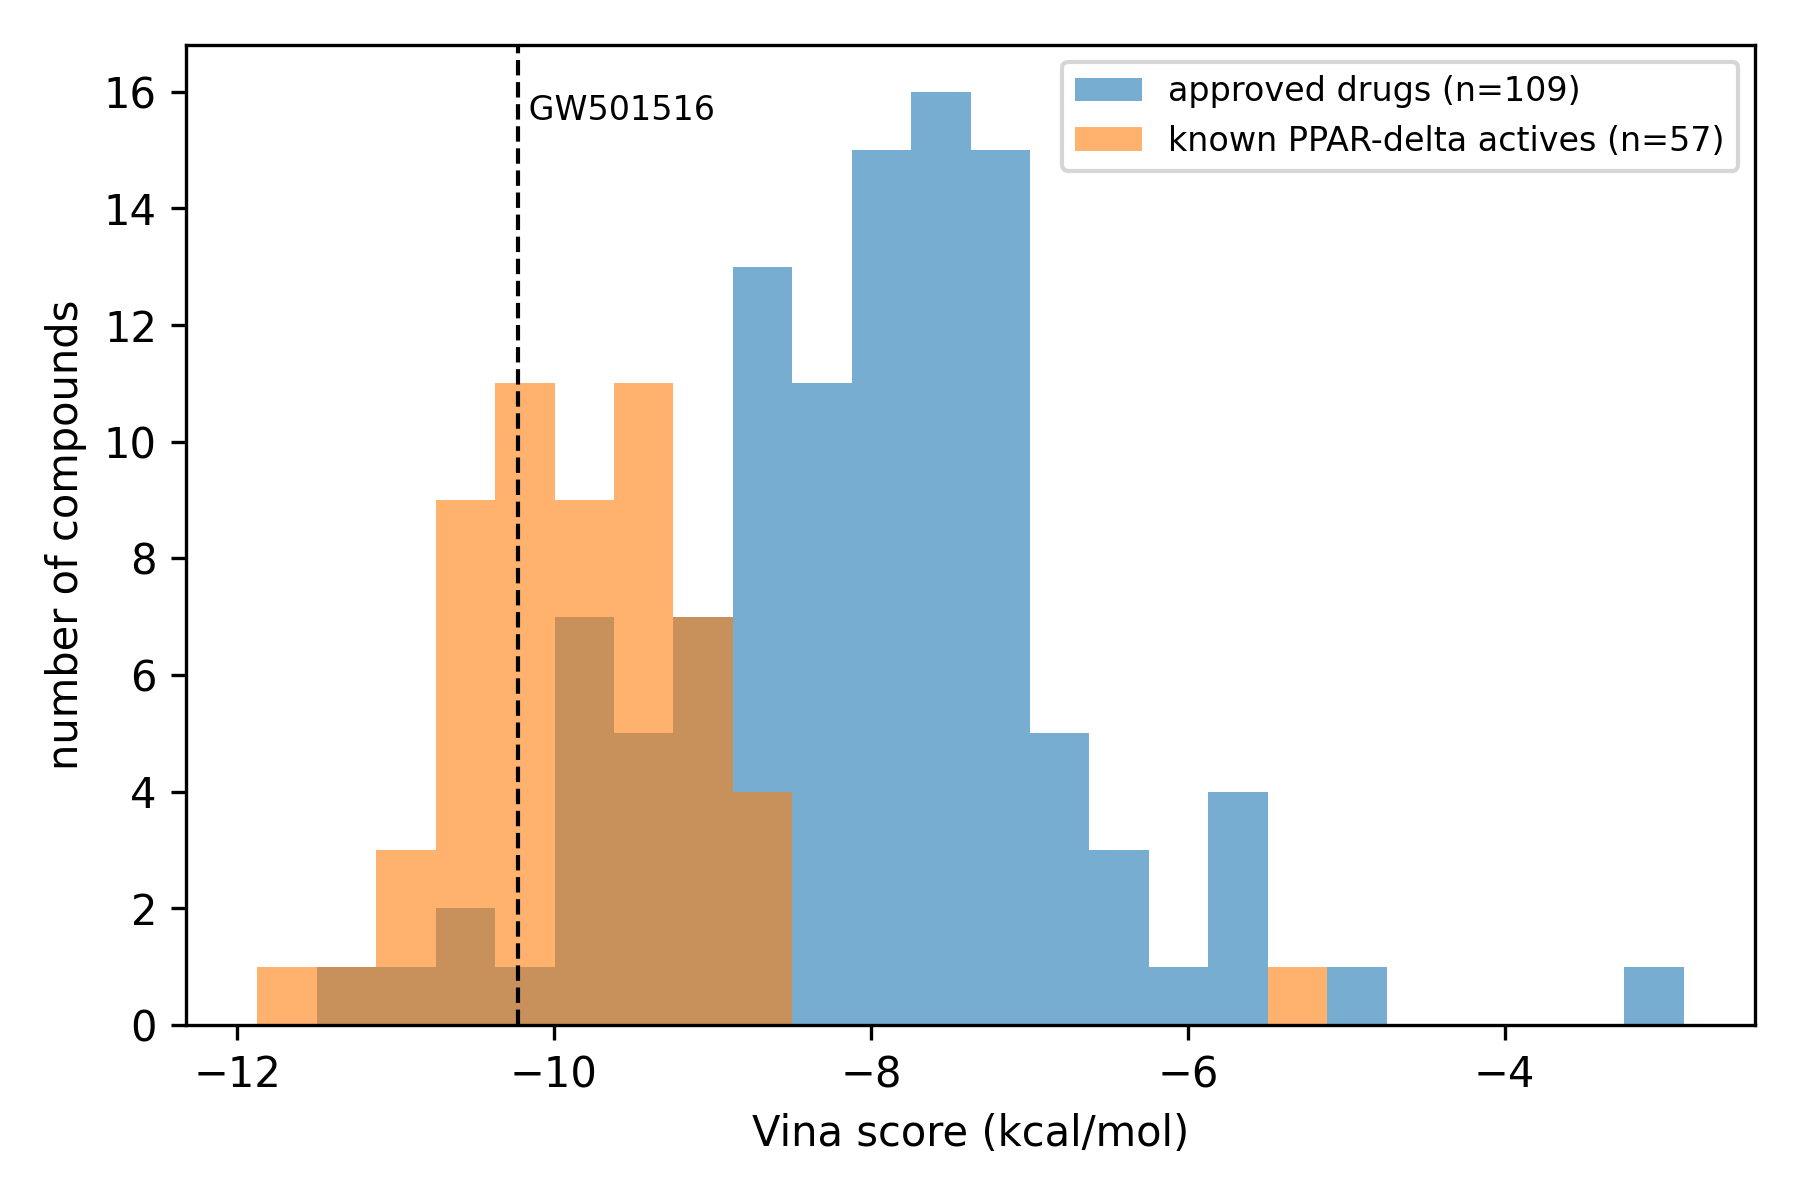 GW501516
approved drugs (n=109)
known PPAR-delta actives (n=57)
number of compounds
16
14
12
10
8
6
4
2
0
−12
−10
−8
−6
−4
Vina score (kcal/mol)